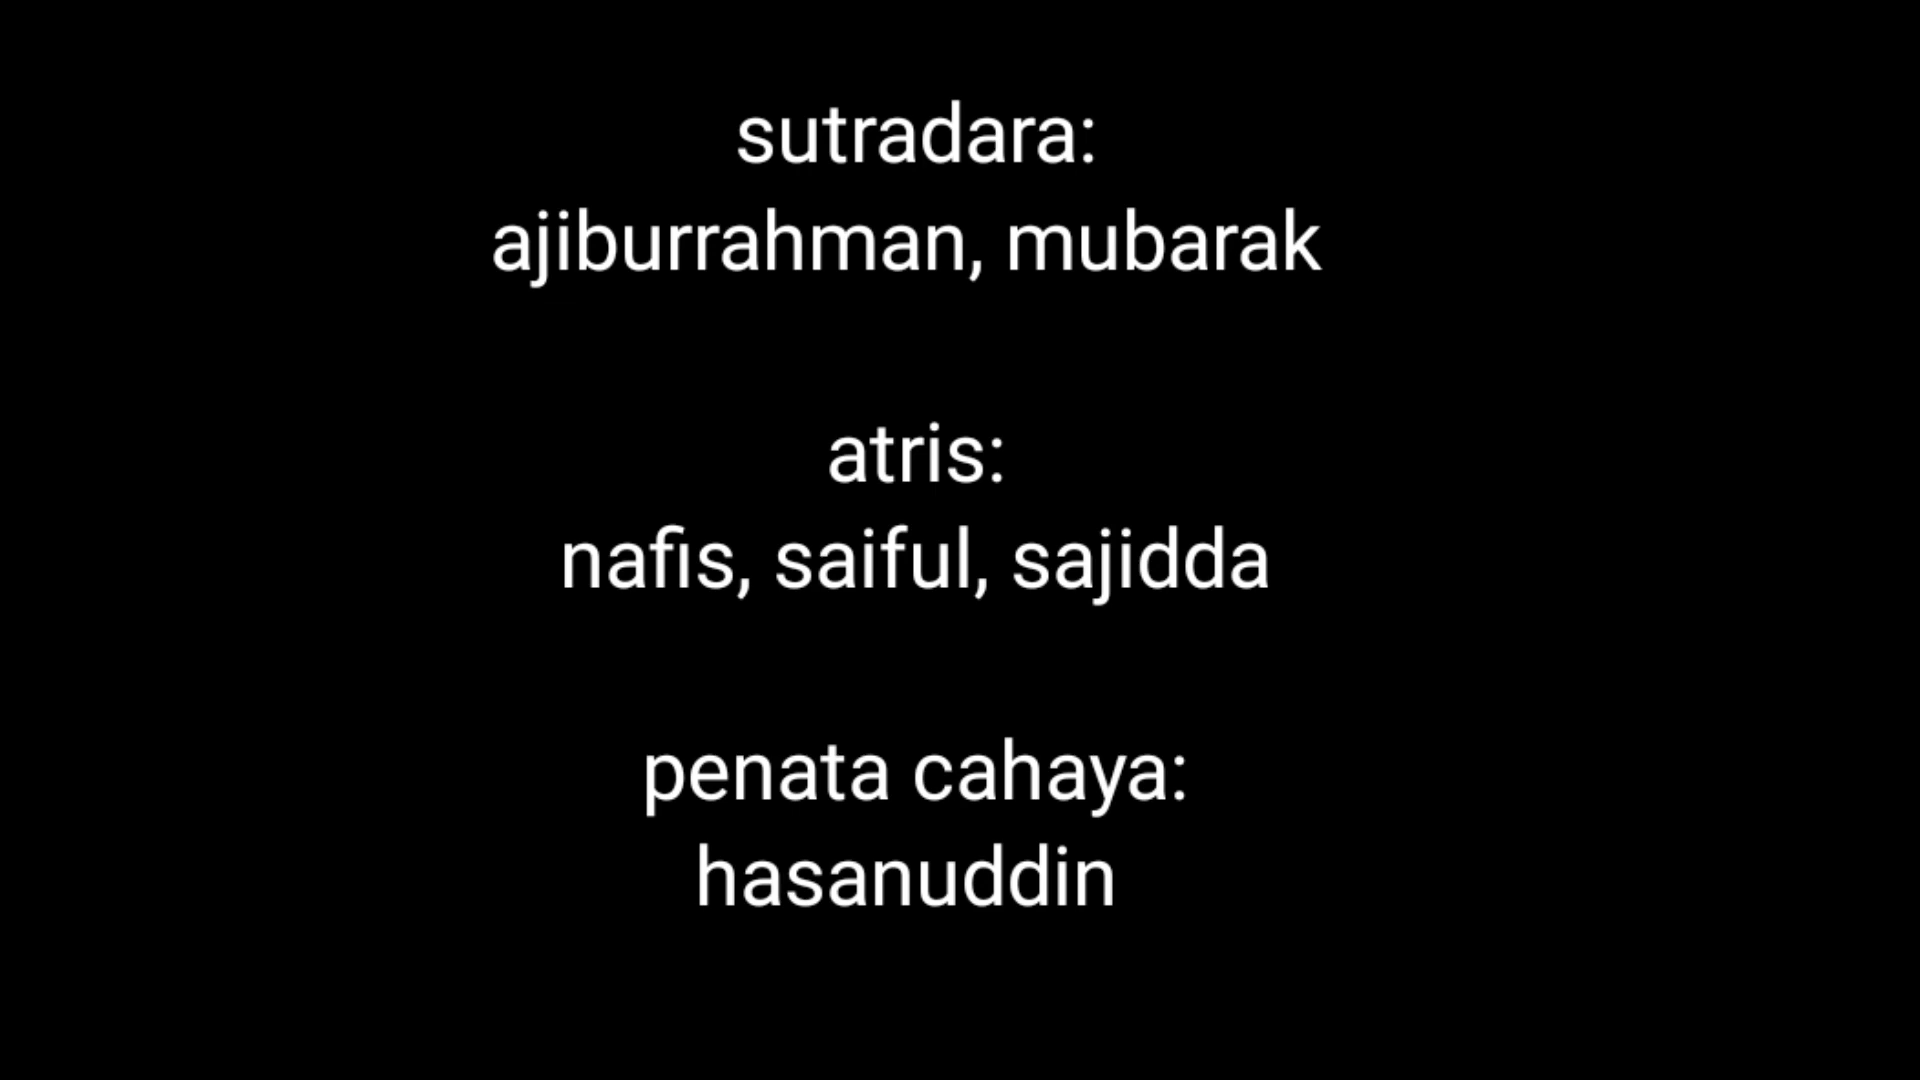 sutradara:
ajiburrahman, mubarak
atris:
nafis, saiful, sajidda
penata cahaya:
hasanuddin